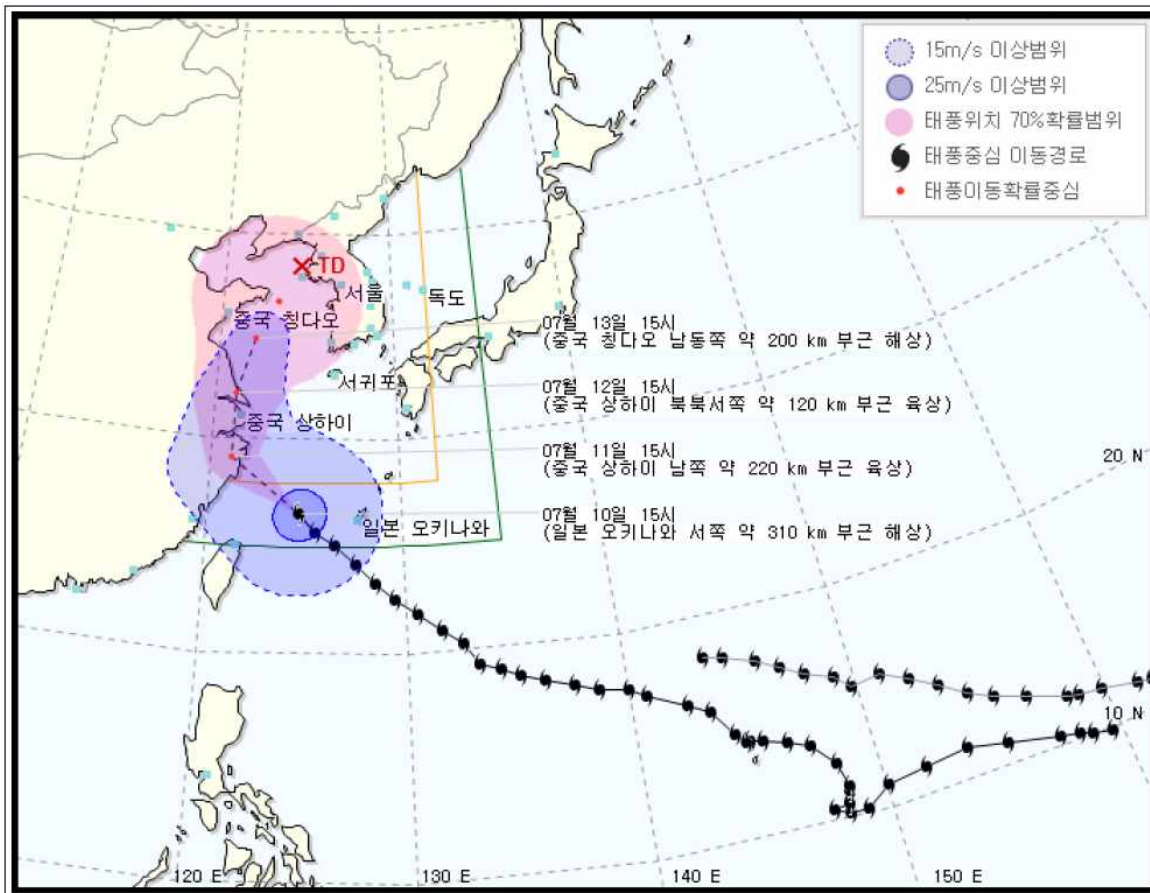 15m/s 이상범위
25m/s 이상범위
태풍위치 70%확률범위
태풍중심 이동경로
태풍이동확률중심
TD
서울
독도
중국 칭다오
07월 13일 15시
(중국 칭다오 남동쪽 약 200 km 부근 해상)
서귀포
07월 12일 15시
(중국 상하이 북북서쪽 약 120 km 부근 육상)
중국 상하이
07월 11일 15시
(중국 상하이 남쪽 약 220 km 부근 육상)
20 N
07월 10일 15시
일본 오키나와
(일본 오키나와 서쪽 약 310 km 부근 해상)
10 N
120 E
130 E
140 E
150 E